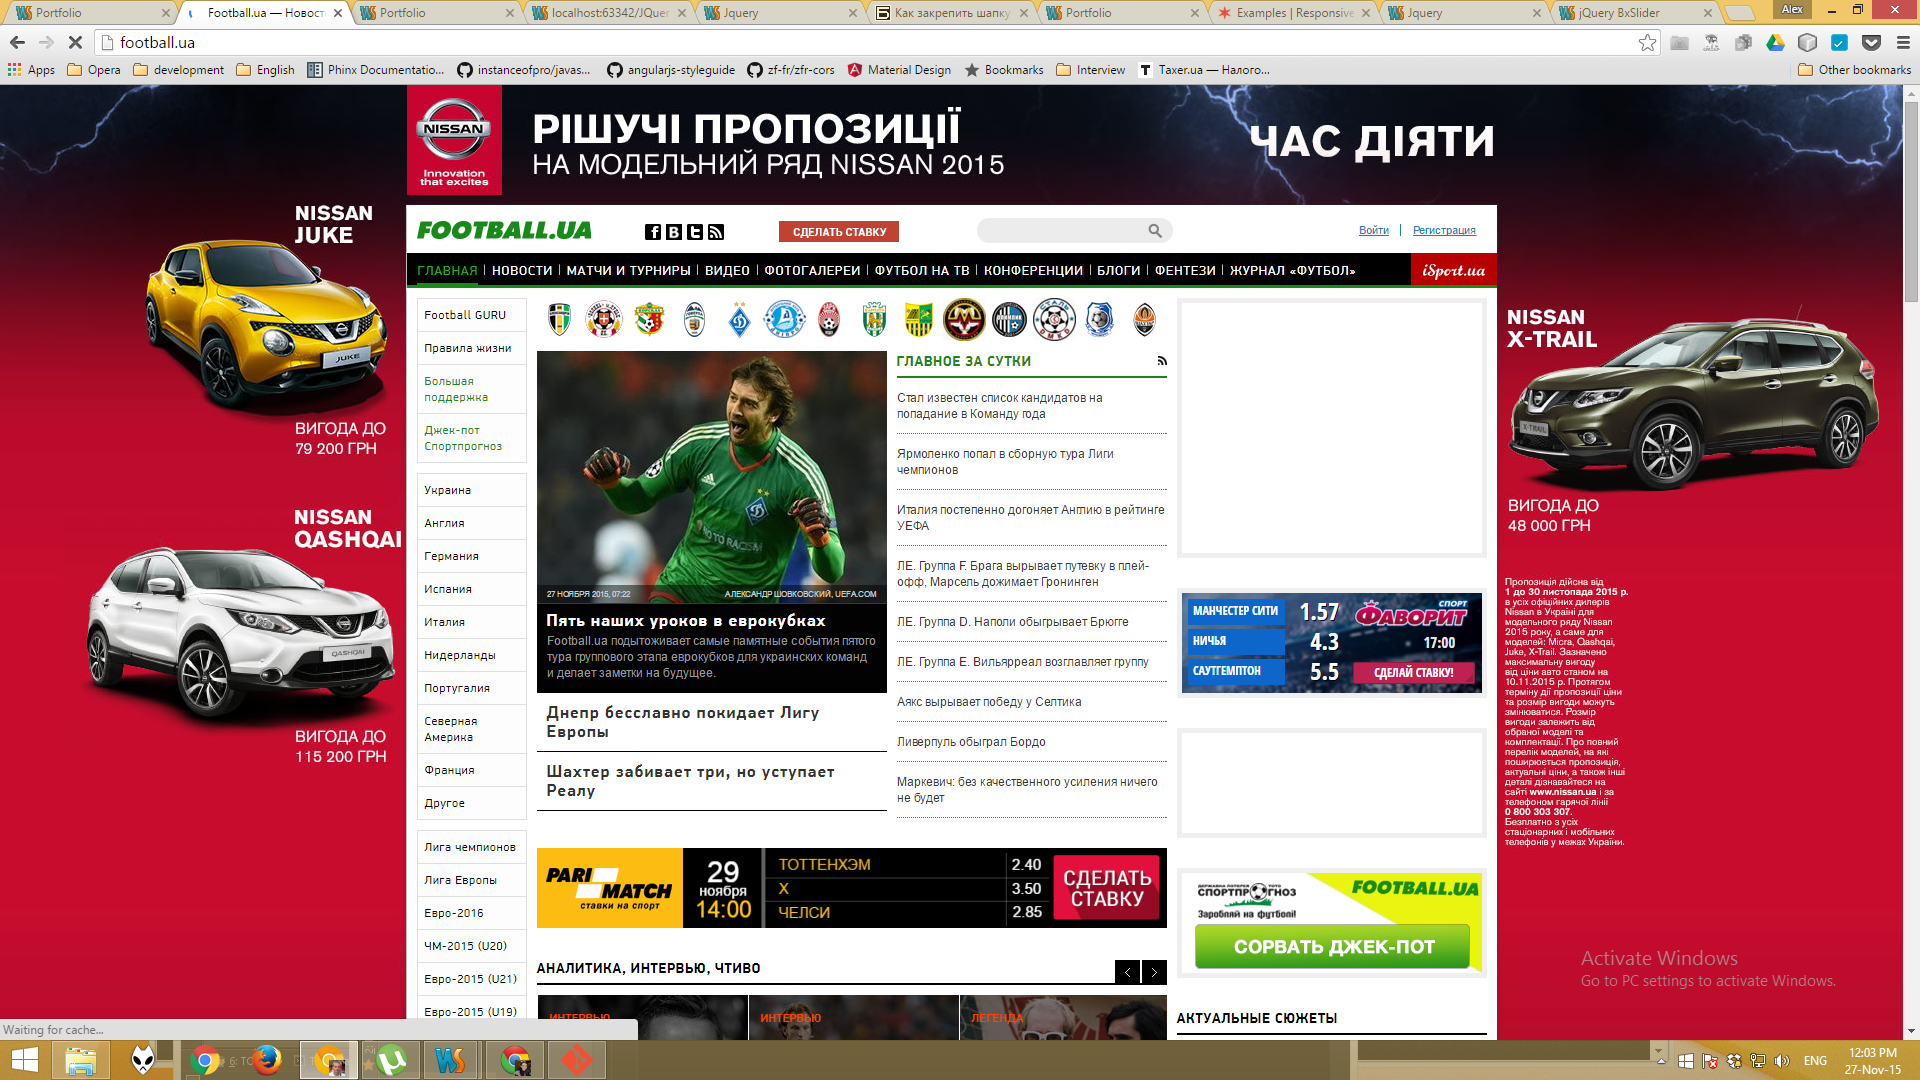 Portfolio
Football.ua — Новост
Portfolio
localhost:63342/JQuer
Jquery
Как закрепить шапку
Portfolio
Examples | Responsive
Jquery
jQuery BxSlider
Alex
football.ua
Apps
Opera
development
English
Phinx Documentatio...
instanceofpro/javas...
angularjs-styleguide
zf-fr/zfr-cors
Material Design
Bookmarks
Interview
Taxer.ua — Налого...
Other bookmarks
NISSAN
Innovation
that excites
РІШУЧІ ПРОПОЗИЦІЇ
НА МОДЕЛЬНИЙ РЯД NISSAN 2015
ЧАС ДІЯТИ
NISSAN
JUKE
JUKE
ВИГОДА ДО
79 200 ГРН
NISSAN
QASHQAI
QASHQAI
ВИГОДА ДО
115 200 ГРН
FOOTBALL.UA
СДЕЛАТЬ СТАВКУ
Войти | Регистрация
ГЛАВНАЯ | НОВОСТИ | МАТЧИ И ТУРНИРЫ | ВИДЕО | ФОТОГАЛЕРЕИ | ФУТБОЛ НА ТВ | КОНФЕРЕНЦИИ | БЛОГИ | ФЕНТЕЗИ | ЖУРНАЛ «ФУТБОЛ»
iSport.ua
Football GURU
Правила жизни
Большая
поддержка
Джек-пот
Спортпрогноз
Украина
Англия
Германия
Испания
Италия
Нидерланды
Португалия
Северная
Америка
Франция
Другое
Лига чемпионов
Лига Европы
Евро-2016
ЧМ-2015 (U20)
Евро-2015 (U21)
Евро-2015 (U19)
NO TO RACISM
27 НОЯБРЯ 2015, 07:22
АЛЕКСАНДР ШОВКОВСКИЙ, UEFA.COM
Пять наших уроков в еврокубках
Football.ua подытоживает самые памятные события пятого
тура группового этапа еврокубков для украинских команд
и делает заметки на будущее.
Днепр бесславно покидает Лигу
Европы
Шахтер забивает три, но уступает
Реалу
ГЛАВНОЕ ЗА СУТКИ
Стал известен список кандидатов на
попадание в Команду года
Ярмоленко попал в сборную тура Лиги
чемпионов
Италия постепенно догоняет Англию в рейтинге
УЕФА
ЛЕ. Группа F. Брага вырывает путевку в плей-
офф, Марсель дожимает Гронинген
ЛЕ. Группа D. Наполи обыгрывает Брюгге
ЛЕ. Группа E. Вильярреал возглавляет группу
Аякс вырывает победу у Селтика
Ливерпуль обыграл Бордо
Маркевич: без качественного усиления ничего
не будет
PARI MATCH
ставки на спорт
29
ноября
14:00
ТОТТЕНХЭМ 2.40
X 3.50
ЧЕЛСИ 2.85
СДЕЛАТЬ
СТАВКУ
АНАЛИТИКА, ИНТЕРВЬЮ, ЧТИВО
ИНТЕРВЬЮ
ИНТЕРВЬЮ
ЛЕГЕНДА
МАНЧЕСТЕР СИТИ 1.57
НИЧЬЯ 4.3
САУТГЕМПТОН 5.5
СПОРТ
ФАВОРИТ
17:00
СДЕЛАЙ СТАВКУ!
ДЕРЖАВНА ЛОТЕРЕЯ ТОТО
СПОРТПРОГНОЗ
Заробляй на футболі!
FOOTBALL.UA
СОРВАТЬ ДЖЕК-ПОТ
АКТУАЛЬНЫЕ СЮЖЕТЫ
NISSAN
X-TRAIL
X-TRAIL
ВИГОДА ДО
48 000 ГРН
Пропозиція дійсна від
1 до 30 листопада 2015 р.
в усіх офіційних дилерів
Nissan в Україні для
модельного ряду Nissan
2015 року, а саме для
моделей: Micra, Qashqai,
Juke, X-Trail. Зазначено
максимальну вигоду
від ціни авто станом на
10.11.2015 р. Протягом
терміну дії пропозиції ціни
та розмір вигоди можуть
змінюватися. Розмір
вигоди залежить від
обраної моделі та
комплектації. Про повний
перелік моделей, на які
поширюється пропозиція,
актуальні ціни, а також інші
деталі дізнавайтеся на
сайті www.nissan.ua і за
телефоном гарячої лінії
0 800 303 307.
Безплатно з усіх
стаціонарних і мобільних
телефонів у межах України.
Activate Windows
Go to PC settings to activate Windows.
Waiting for cache...
ENG
12:03 PM
27-Nov-15